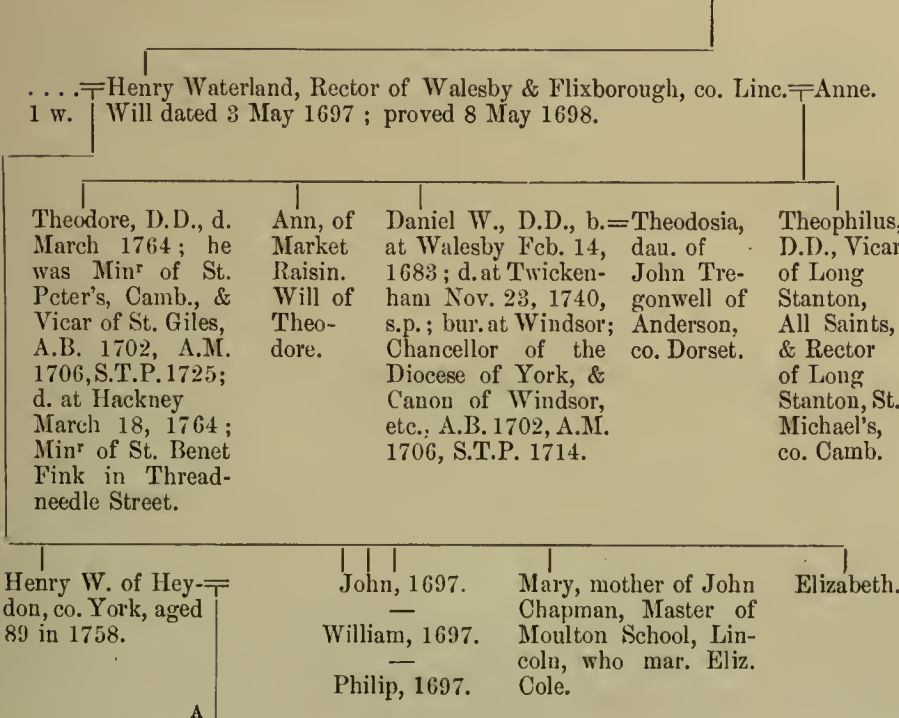 . . . .=Henry Waterland, Rector of Walesby & Flixborough, co. Linc.=Anne.
1 w. Will dated 3 May 1697 ; proved 8 May 1698.
Theodore, D.D., d.
March 1764 ; he
was Minr of St.
Peter's, Camb., &
Vicar of St. Giles,
A.B. 1702, A.M.
1706, S.T.P. 1725;
d. at Hackney
March 18, 1764 ;
Minr of St. Benet
Fink in Thread-
needle Street.
Ann, of
Market
Raisin.
Will of
Theo-
dore.
Daniel W., D.D., b.=
at Walesby Feb. 14,
1683 ; d. at Twicken-
ham Nov. 23, 1740,
s.p. ; bur. at Windsor;
Chancellor of the
Diocese of York, &
Canon of Windsor,
etc., A.B. 1702, A.M.
1706, S.T.P. 1714.
Theodosia,
dau. of
John Tre-
gonwell of
Anderson,
co. Dorset.
Theophilus,
D.D., Vicar
of Long
Stanton,
All Saints,
& Rector
of Long
Stanton, St.
Michael's,
co. Camb.
Henry W. of Hey-=
don, co. York, aged
89 in 1758.
A
John, 1697.
—
William, 1697.
—
Philip, 1697.
Mary, mother of John
Chapman, Master of
Moulton School, Lin-
coln, who mar. Eliz.
Cole.
Elizabeth.